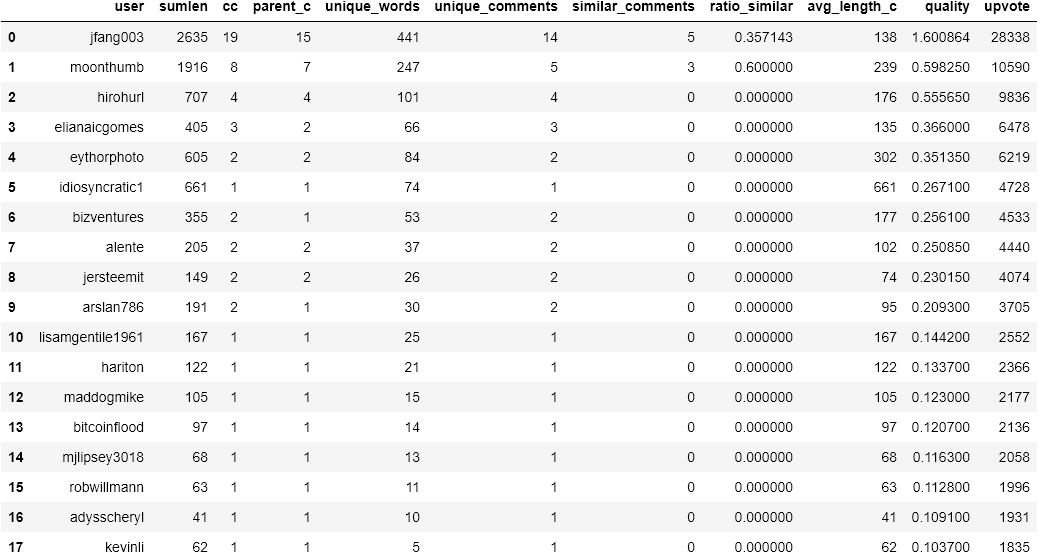 user sumlen cc parent_c unique_words unique_comments similar_comments ratio_similar avg_length_c quality upvote
0 jfang003 2635 19 15 441 14 5 0.357143 138 1.600864 28338
1 moonthumb 1916 8 7 247 5 3 0.600000 239 0.598250 10590
2 hirohurl 707 4 4 101 4 0 0.000000 176 0.555650 9836
3 elianaicgomes 405 3 2 66 3 0 0.000000 135 0.366000 6478
4 eythorphoto 605 2 2 84 2 0 0.000000 302 0.351350 6219
5 idiosyncratic1 661 1 1 74 1 0 0.000000 661 0.267100 4728
6 bizventures 355 2 1 53 2 0 0.000000 177 0.256100 4533
7 alente 205 2 2 37 2 0 0.000000 102 0.250850 4440
8 jersteemit 149 2 2 26 2 0 0.000000 74 0.230150 4074
9 arslan786 191 2 1 30 2 0 0.000000 95 0.209300 3705
10 lisamgentile1961 167 1 1 25 1 0 0.000000 167 0.144200 2552
11 hariton 122 1 1 21 1 0 0.000000 122 0.133700 2366
12 maddogmike 105 1 1 15 1 0 0.000000 105 0.123000 2177
13 bitcoinflood 97 1 1 14 1 0 0.000000 97 0.120700 2136
14 mjlipsey3018 68 1 1 13 1 0 0.000000 68 0.116300 2058
15 robwillmann 63 1 1 11 1 0 0.000000 63 0.112800 1996
16 adysscheryl 41 1 1 10 1 0 0.000000 41 0.109100 1931
17 kevinli 62 1 1 5 1 0 0.000000 62 0.103700 1835